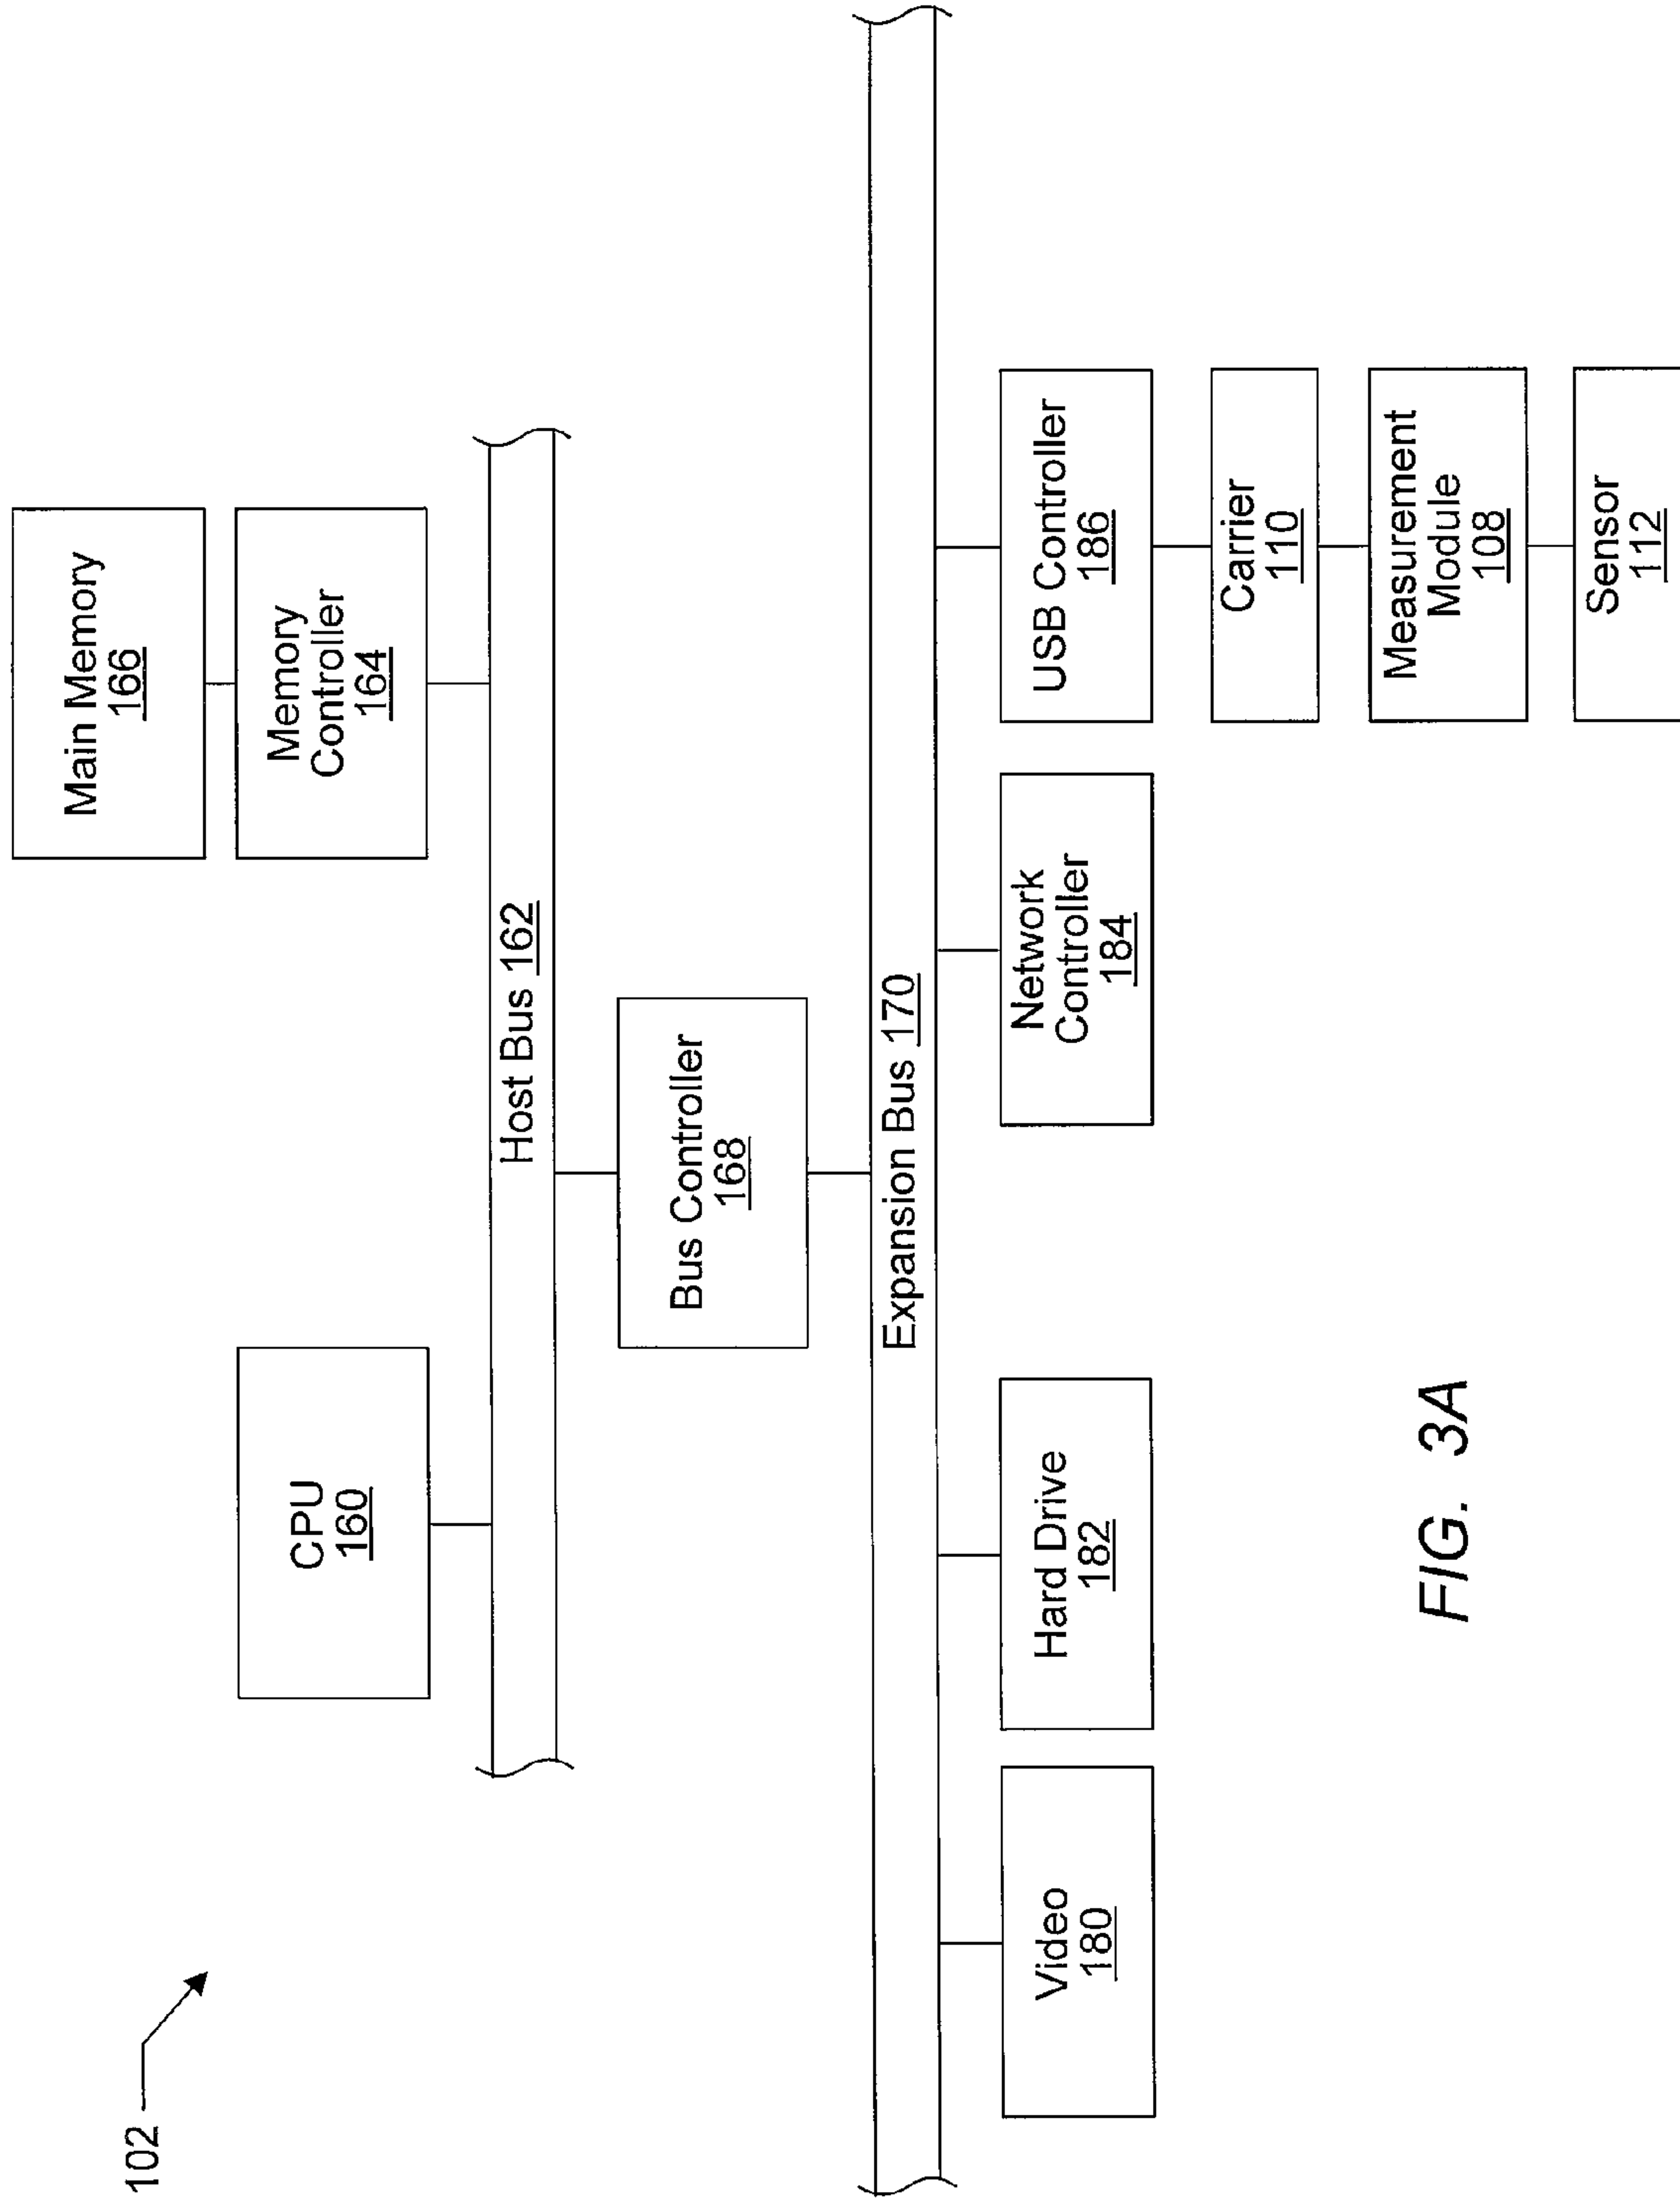 102
Main Memory
166
CPU
160
Memory
Controller
164
Host Bus 162
Bus Controller
168
Expansion Bus 170
Video
180
Hard Drive
182
Network
Controller
184
USB Controller
186
Carrier
110
Measurement
Module
108
Sensor
112
FIG. 3A